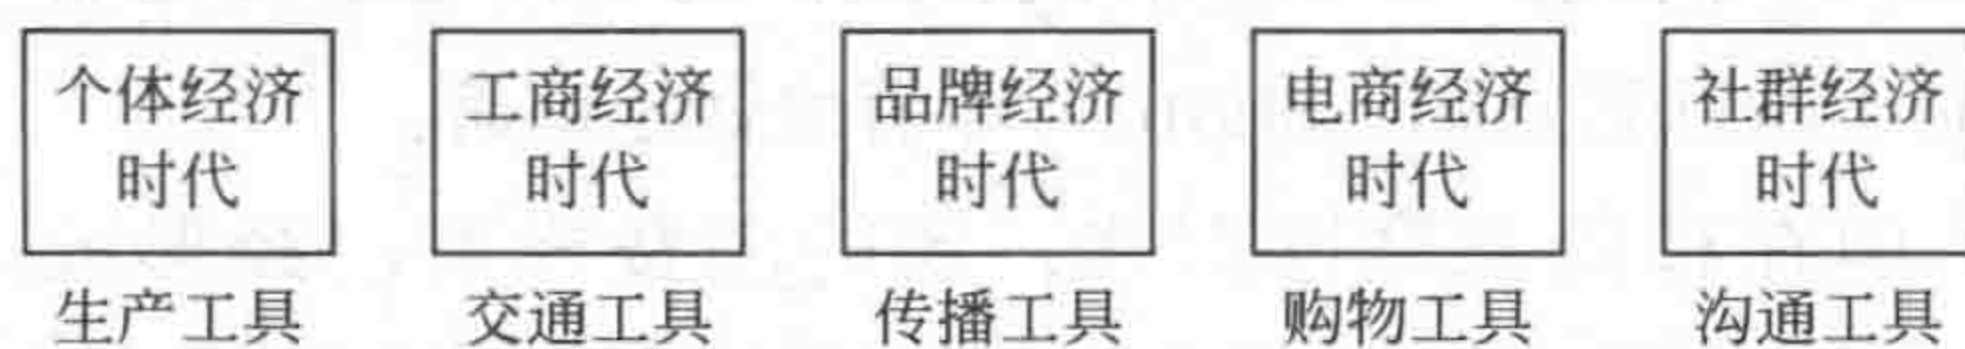 个体经济
时代
工商经济
时代
品牌经济
时代
电商经济
时代
社群经济
时代
生产工具
交通工具
传播工具
购物工具
沟通工具